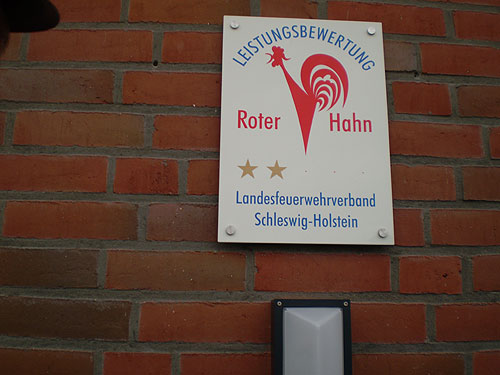 LEISTUNGSBEWERTUNG
Roter Hahn
Landesfeuerwehrverband
Schleswig-Holstein